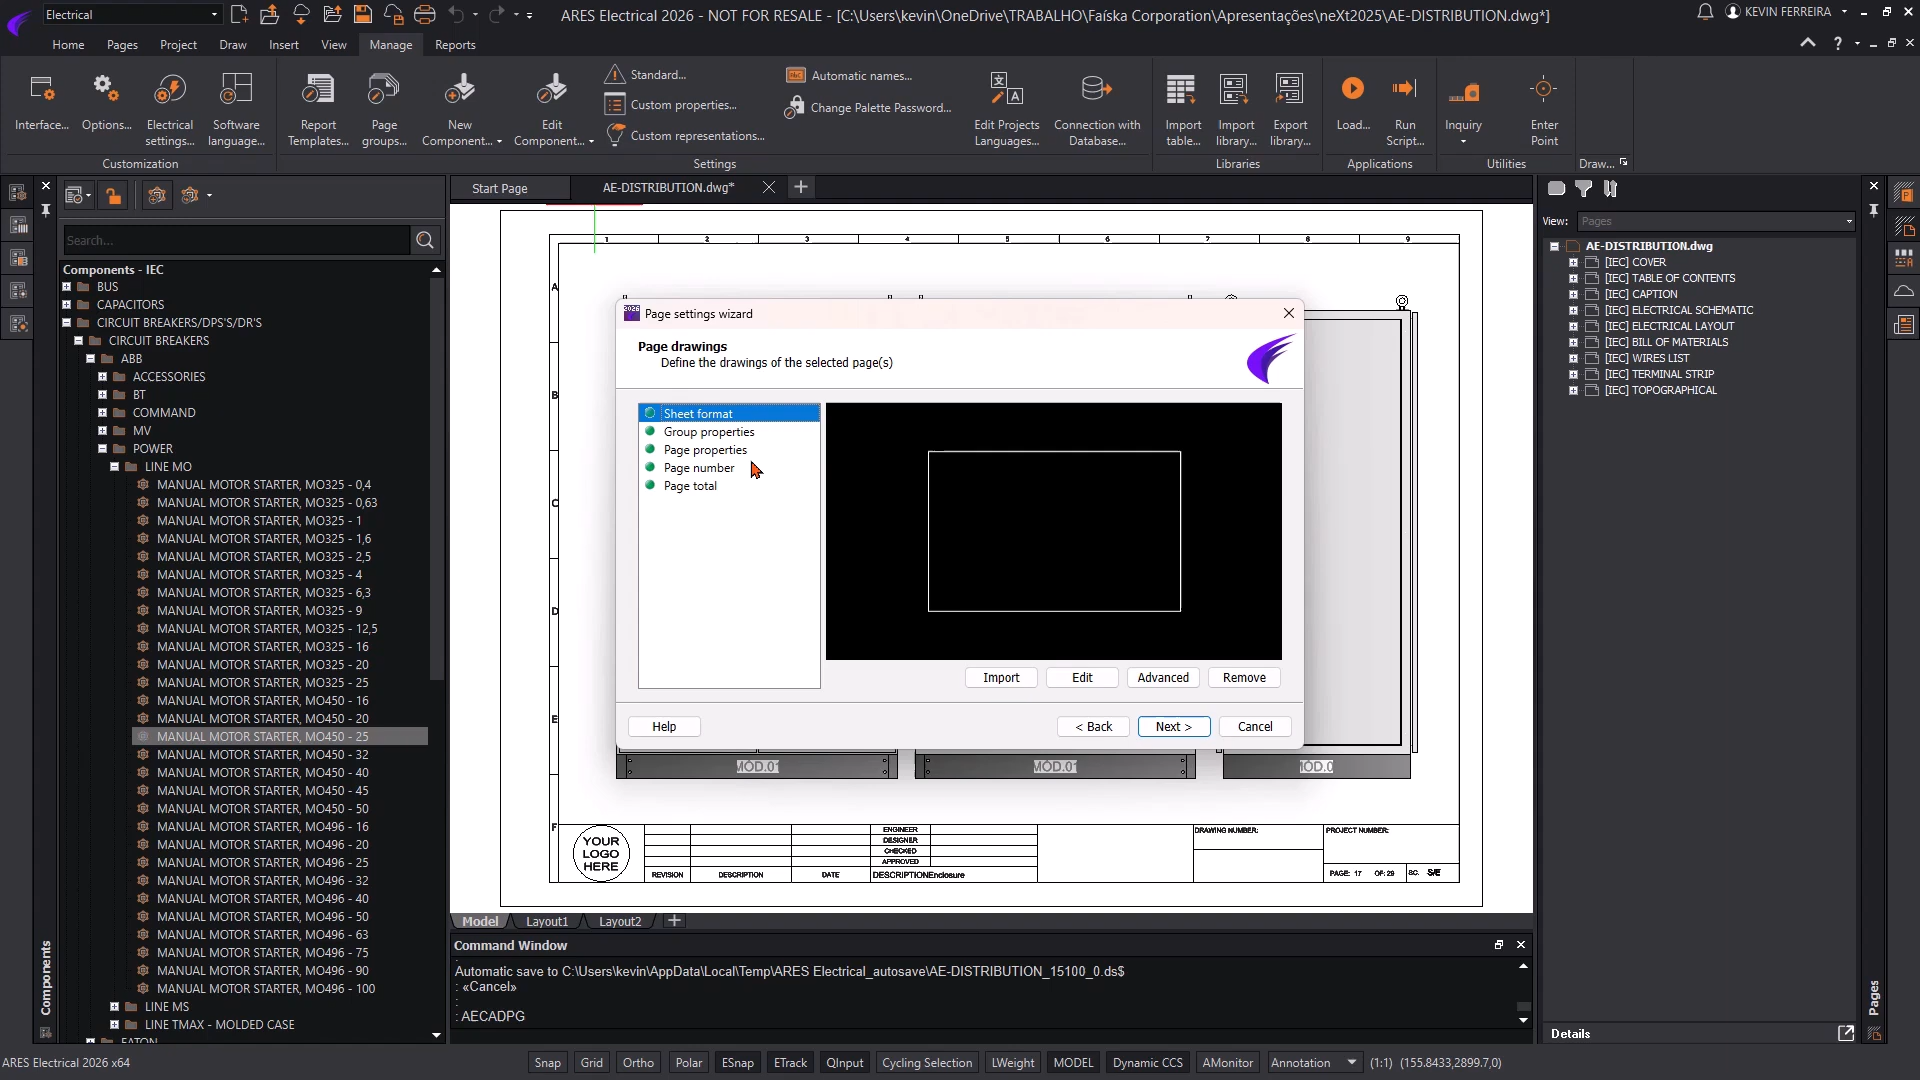 Electrical
ARES Electrical 2026 - NOT FOR RESALE - [C:\Users\kevin\OneDrive\TRABALHO\Faíska Corporation\Apresentações\neXt2025\AE-DISTRIBUTION.dwg*]
KEVIN FERREIRA
Home Pages Project Draw Insert View Manage Reports
Interface... Options... Electrical settings... Software language...
Customization
Report Templates... Page groups... New Component... Edit Component...
Standard...
Custom properties...
Custom representations...
Automatic names...
Change Palette Password...
Edit Projects Languages... Connection with Database...
Settings
Import table... Import library... Export library...
Libraries
Load... Run Script...
Applications
Inquiry Enter Point
Utilities
Draw...
Start Page AE-DISTRIBUTION.dwg*
Search...
Components - IEC
BUS
CAPACITORS
CIRCUIT BREAKERS/DPS'S/DR'S
CIRCUIT BREAKERS
ABB
ACCESSORIES
BT
COMMAND
MV
POWER
LINE MO
MANUAL MOTOR STARTER, MO325 - 0,4
MANUAL MOTOR STARTER, MO325 - 0,63
MANUAL MOTOR STARTER, MO325 - 1
MANUAL MOTOR STARTER, MO325 - 1,6
MANUAL MOTOR STARTER, MO325 - 2,5
MANUAL MOTOR STARTER, MO325 - 4
MANUAL MOTOR STARTER, MO325 - 6,3
MANUAL MOTOR STARTER, MO325 - 9
MANUAL MOTOR STARTER, MO325 - 12,5
MANUAL MOTOR STARTER, MO325 - 16
MANUAL MOTOR STARTER, MO325 - 20
MANUAL MOTOR STARTER, MO325 - 25
MANUAL MOTOR STARTER, MO450 - 16
MANUAL MOTOR STARTER, MO450 - 20
MANUAL MOTOR STARTER, MO450 - 25
MANUAL MOTOR STARTER, MO450 - 32
MANUAL MOTOR STARTER, MO450 - 40
MANUAL MOTOR STARTER, MO450 - 45
MANUAL MOTOR STARTER, MO450 - 50
MANUAL MOTOR STARTER, MO496 - 16
MANUAL MOTOR STARTER, MO496 - 20
MANUAL MOTOR STARTER, MO496 - 25
MANUAL MOTOR STARTER, MO496 - 32
MANUAL MOTOR STARTER, MO496 - 40
MANUAL MOTOR STARTER, MO496 - 50
MANUAL MOTOR STARTER, MO496 - 63
MANUAL MOTOR STARTER, MO496 - 75
MANUAL MOTOR STARTER, MO496 - 90
MANUAL MOTOR STARTER, MO496 - 100
LINE MS
LINE TMAX - MOLDED CASE
EATON
Components
1 2 3 4 5 6 7 8 9
A
B
C
D
E
F
2026 Page settings wizard
Page drawings
Define the drawings of the selected page(s)
Sheet format
Group properties
Page properties
Page number
Page total
Import Edit Advanced Remove
Help < Back Next > Cancel
MÓD.01 MÓD.01
YOUR LOGO HERE
REVISION DESCRIPTION DATE
ENGINEER
DESIGNER
CHECKED
APPROVED
DESCRIPTIONEnclosure
DRAWING NUMBER: PROJECT NUMBER:
PAGE: 17 OF: 29 SC. S/E
Model Layout1 Layout2
Command Window
Automatic save to C:\Users\kevin\AppData\Local\Temp\ARES Electrical_autosave\AE-DISTRIBUTION_15100_0.ds$
: «Cancel»
:
: AECADPG
View: Pages
AE-DISTRIBUTION.dwg
[IEC] COVER
[IEC] TABLE OF CONTENTS
[IEC] CAPTION
[IEC] ELECTRICAL SCHEMATIC
[IEC] ELECTRICAL LAYOUT
[IEC] BILL OF MATERIALS
[IEC] WIRES LIST
[IEC] TERMINAL STRIP
[IEC] TOPOGRAPHICAL
Pages
Details
ARES Electrical 2026 x64
Snap Grid Ortho Polar ESnap ETrack QInput Cycling Selection LWeight MODEL Dynamic CCS AMonitor Annotation (1:1) (155.8433,2899.7,0)